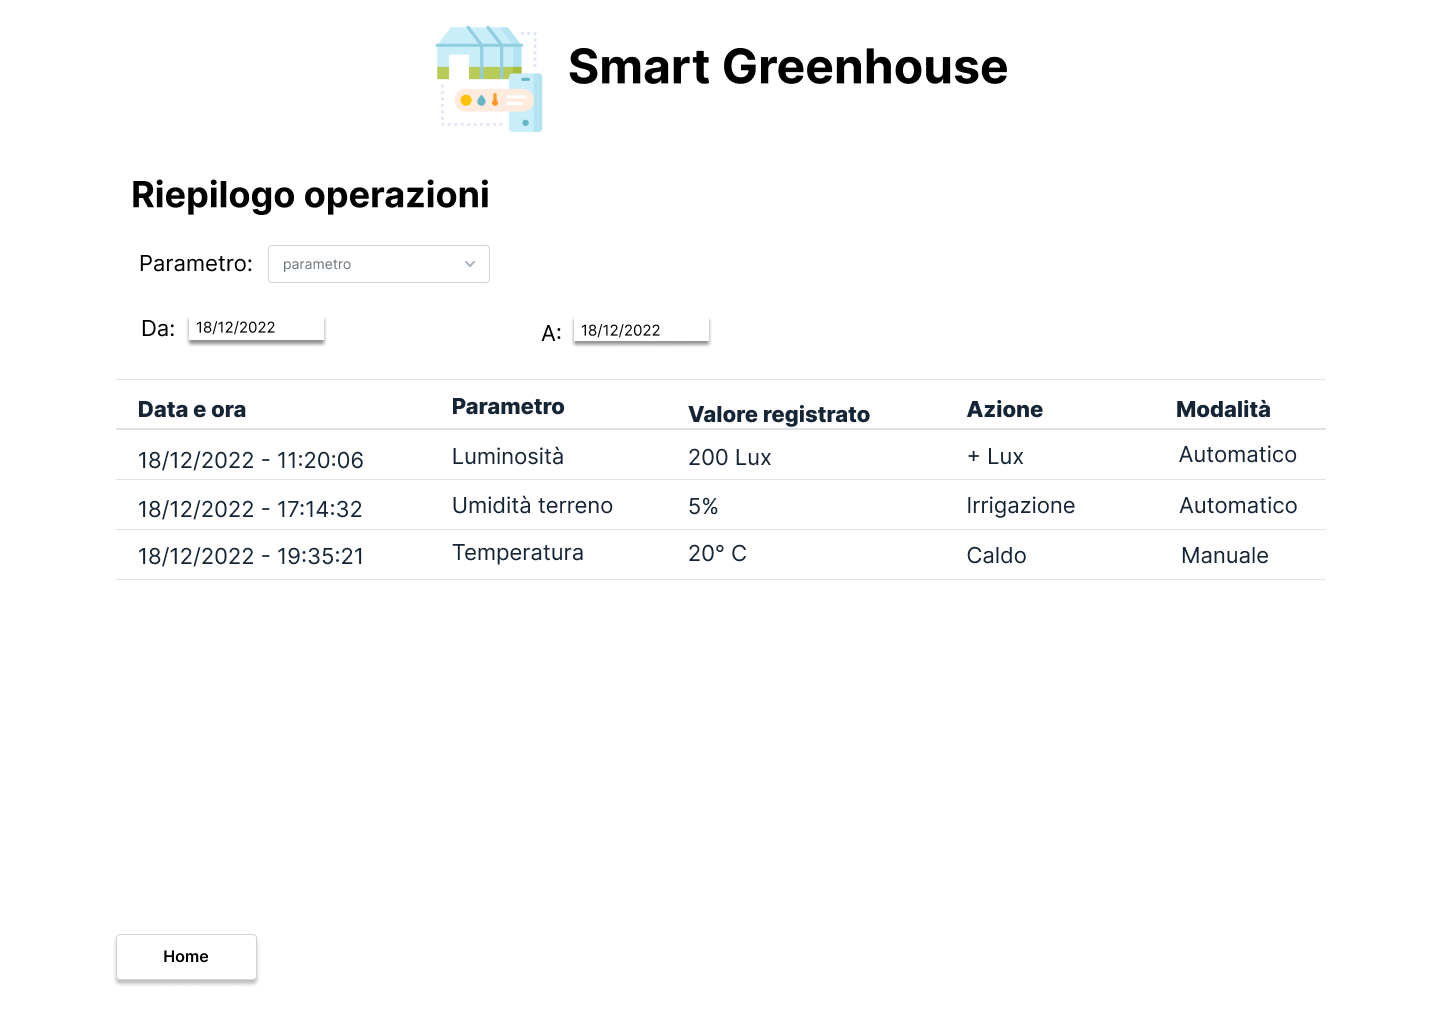 Smart Greenhouse
Riepilogo operazioni
Parametro: parametro
Da: 18/12/2022 A: 18/12/2022
Data e ora Parametro Valore registrato Azione Modalità
18/12/2022 - 11:20:06 Luminosità 200 Lux + Lux Automatico
18/12/2022 - 17:14:32 Umidità terreno 5% Irrigazione Automatico
18/12/2022 - 19:35:21 Temperatura 20° C Caldo Manuale
Home